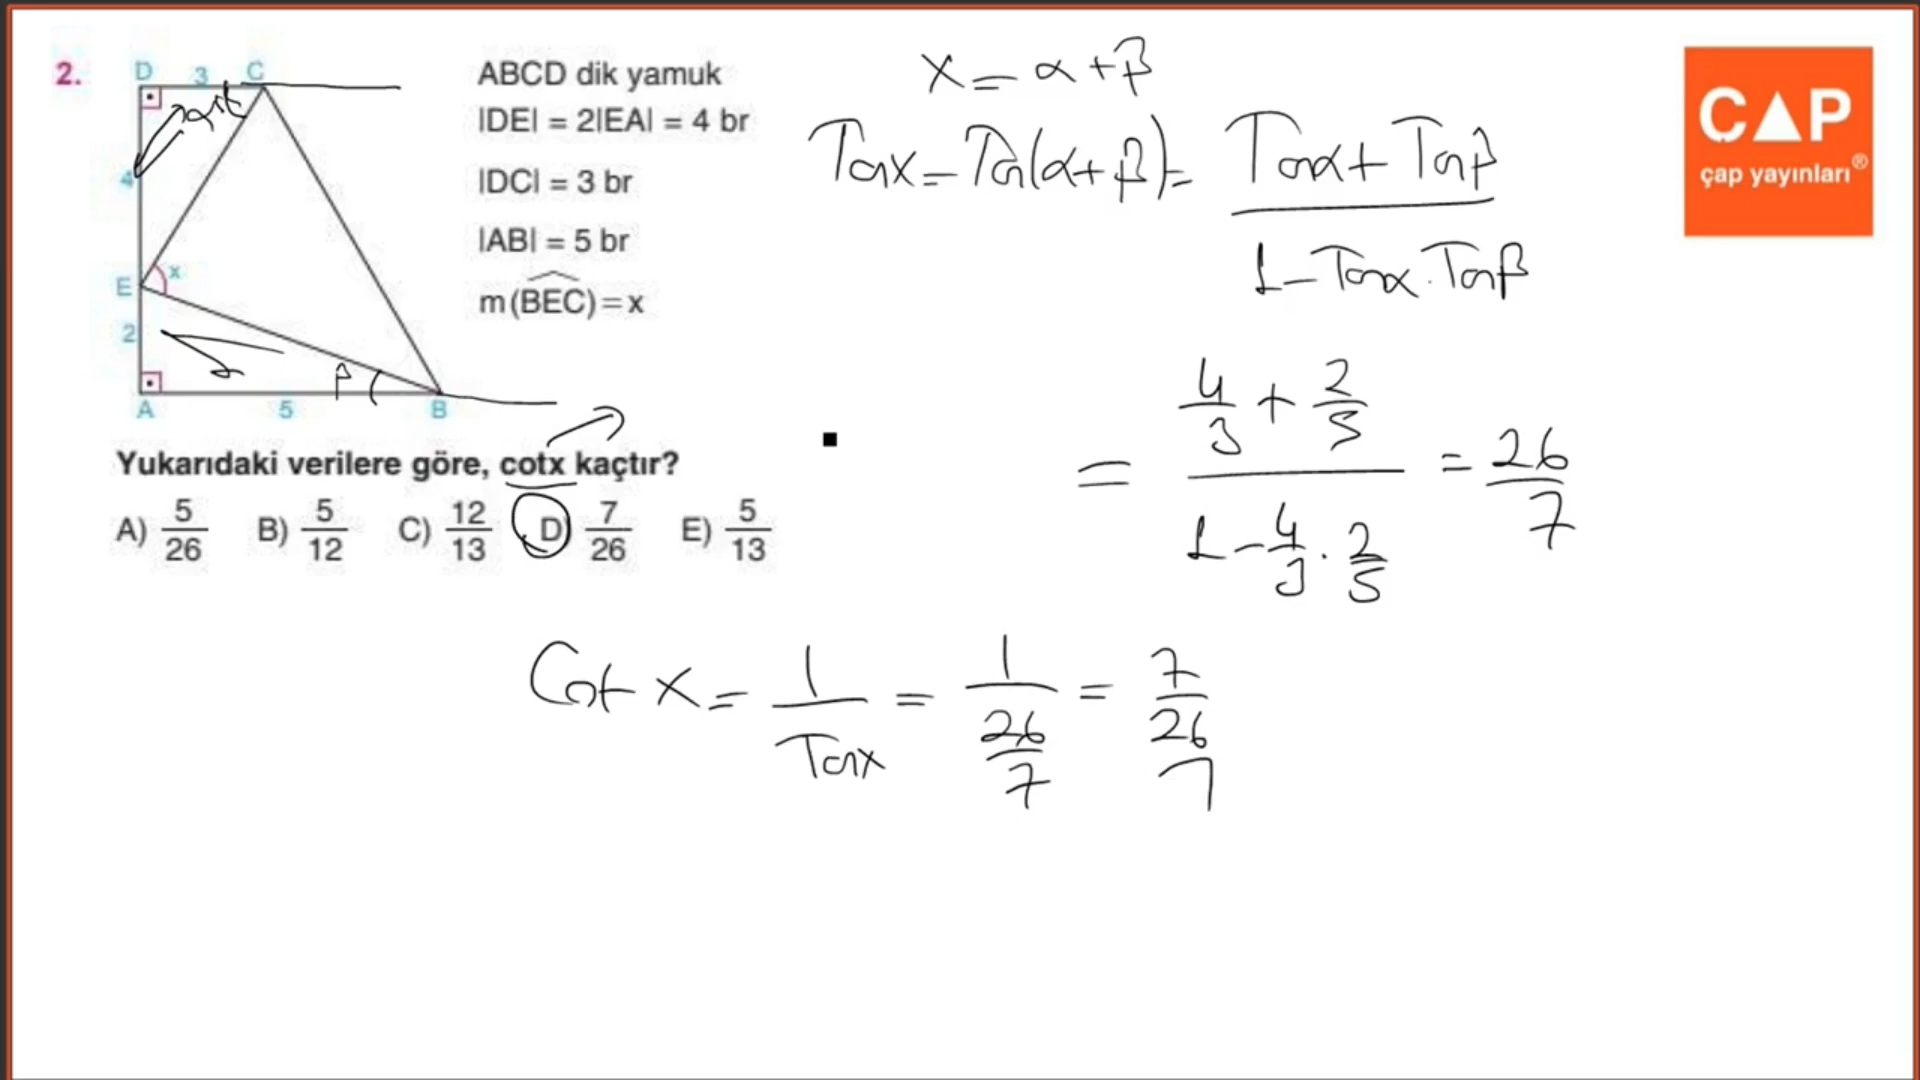 2.
D 3 C
4
E x
2
A 5 B
α
β
ABCD dik yamuk
|DE| = 2|EA| = 4 br
|DC| = 3 br
|AB| = 5 br
m(BEC) = x
Yukarıdaki verilere göre, cotx kaçtır?
A) 5/26 B) 5/12 C) 12/13 D) 7/26 E) 5/13
x = α + β
Tanx = Tan(α+β) = (Tanα + Tanβ)/(1 - Tanα . Tanβ)
= (4/3 + 2/5)/(1 - 4/3 . 2/5) = 26/7
Cot x = 1/Tanx = 1/(26/7) = 7/26
7
CAP
çap yayınları®